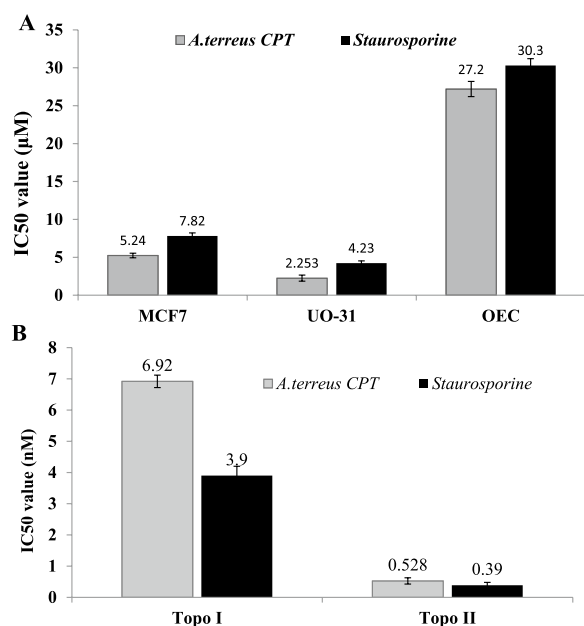 A
A.terreus CPT Staurosporine
IC50 value (µM)
35
30
25
20
15
10
5
0
5.24 7.82 2.253 4.23 27.2 30.3
MCF7 UO-31 OEC
B
A.terreus CPT Staurosporine
IC50 value (nM)
8
7
6
5
4
3
2
1
0
6.92 3.9 0.528 0.39
Topo I Topo II